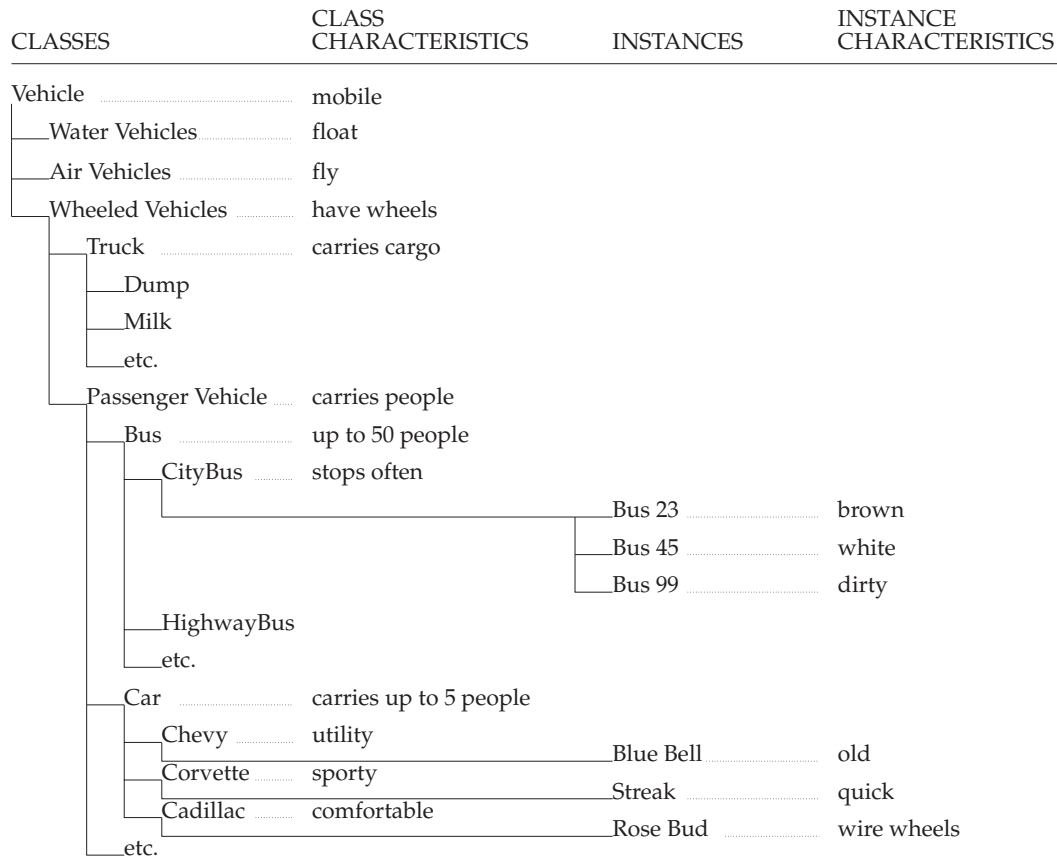 CLASSES CLASS CHARACTERISTICS INSTANCES INSTANCE CHARACTERISTICS
Vehicle mobile
Water Vehicles float
Air Vehicles fly
Wheeled Vehicles have wheels
Truck carries cargo
Dump
Milk
etc.
Passenger Vehicle carries people
Bus up to 50 people
CityBus stops often
Bus 23 brown
Bus 45 white
Bus 99 dirty
HighwayBus
etc.
Car carries up to 5 people
Chevy utility
Blue Bell old
Corvette sporty
Streak quick
Cadillac comfortable
Rose Bud wire wheels
etc.